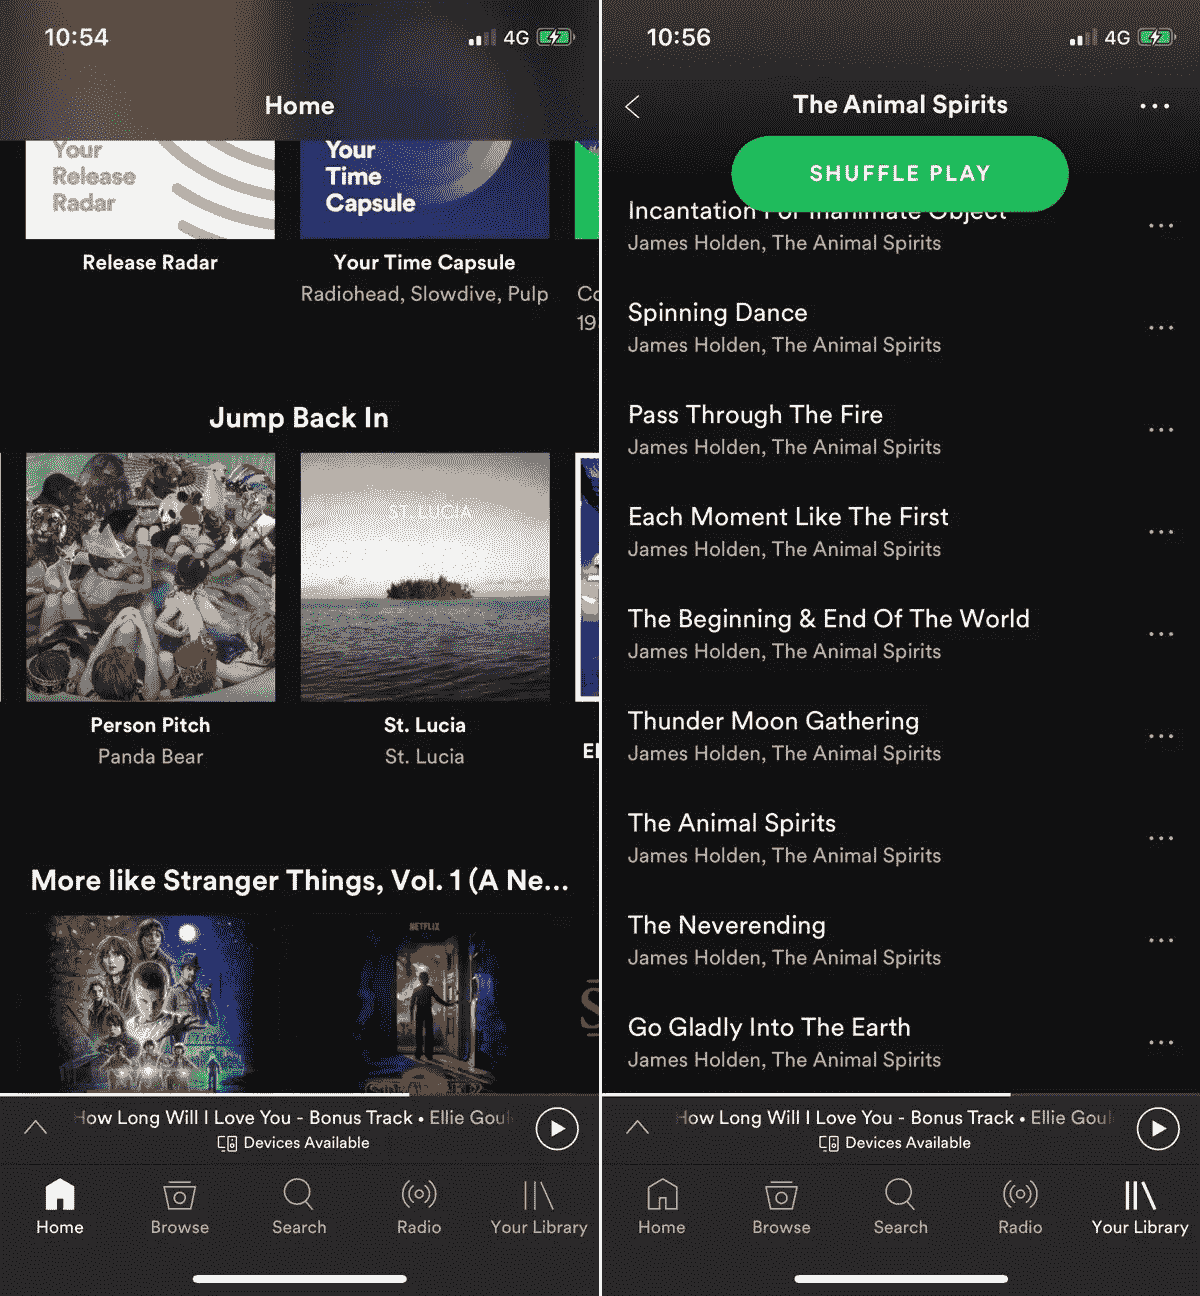 10:54
4G
Home
Your
Release
Radar
Your
Time
Capsule
Release Radar
Your Time Capsule
Radiohead, Slowdive, Pulp
Jump Back In
ST. LUCIA
Person Pitch
Panda Bear
St. Lucia
St. Lucia
More like Stranger Things, Vol. 1 (A Ne...
NETFLIX
How Long Will I Love You - Bonus Track • Ellie Goul
Devices Available
Home
Browse
Search
Radio
Your Library
10:56
4G
The Animal Spirits
SHUFFLE PLAY
Incantation For Inanimate Object
James Holden, The Animal Spirits
Spinning Dance
James Holden, The Animal Spirits
Pass Through The Fire
James Holden, The Animal Spirits
Each Moment Like The First
James Holden, The Animal Spirits
The Beginning & End Of The World
James Holden, The Animal Spirits
Thunder Moon Gathering
James Holden, The Animal Spirits
The Animal Spirits
James Holden, The Animal Spirits
The Neverending
James Holden, The Animal Spirits
Go Gladly Into The Earth
James Holden, The Animal Spirits
How Long Will I Love You - Bonus Track • Ellie Goul
Devices Available
Home
Browse
Search
Radio
Your Library